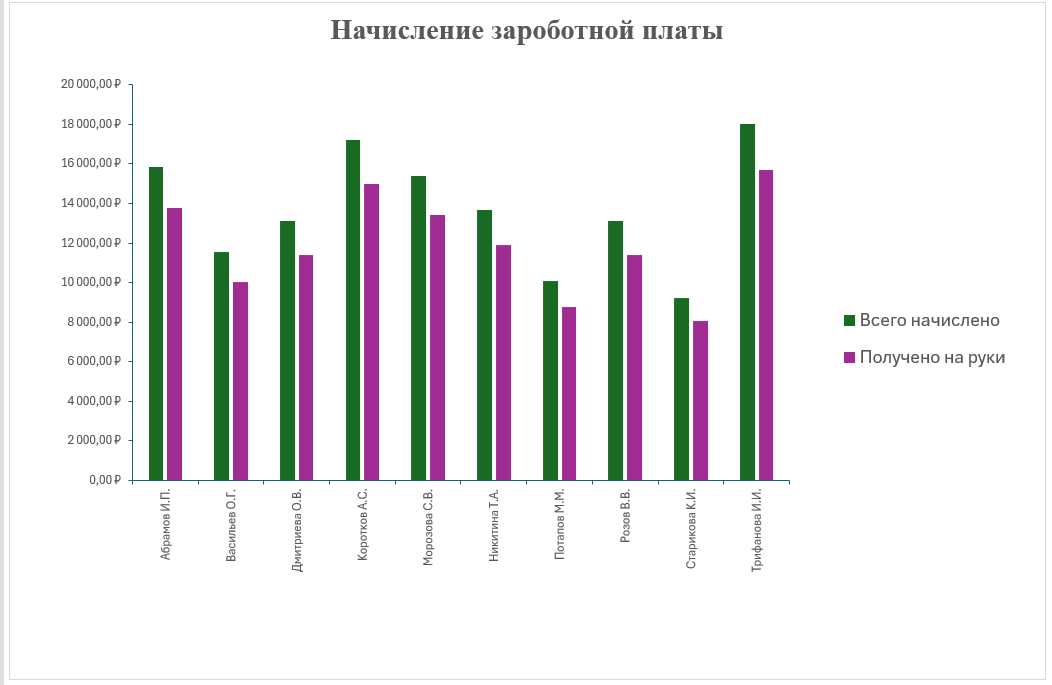 Начисление зароботной платы
20 000,00 ₽
18 000,00 ₽
16 000,00 ₽
14 000,00 ₽
12 000,00 ₽
10 000,00 ₽
8 000,00 ₽
6 000,00 ₽
4 000,00 ₽
2 000,00 ₽
0,00 ₽
Абрамов И.П.
Васильев О.Г.
Дмитриева О.В.
Коротков А.С.
Морозова С.В.
Никитина Т.А.
Потапов М.М.
Розов В.В.
Старикова К.И.
Трифанова И.И.
Всего начислено
Получено на руки